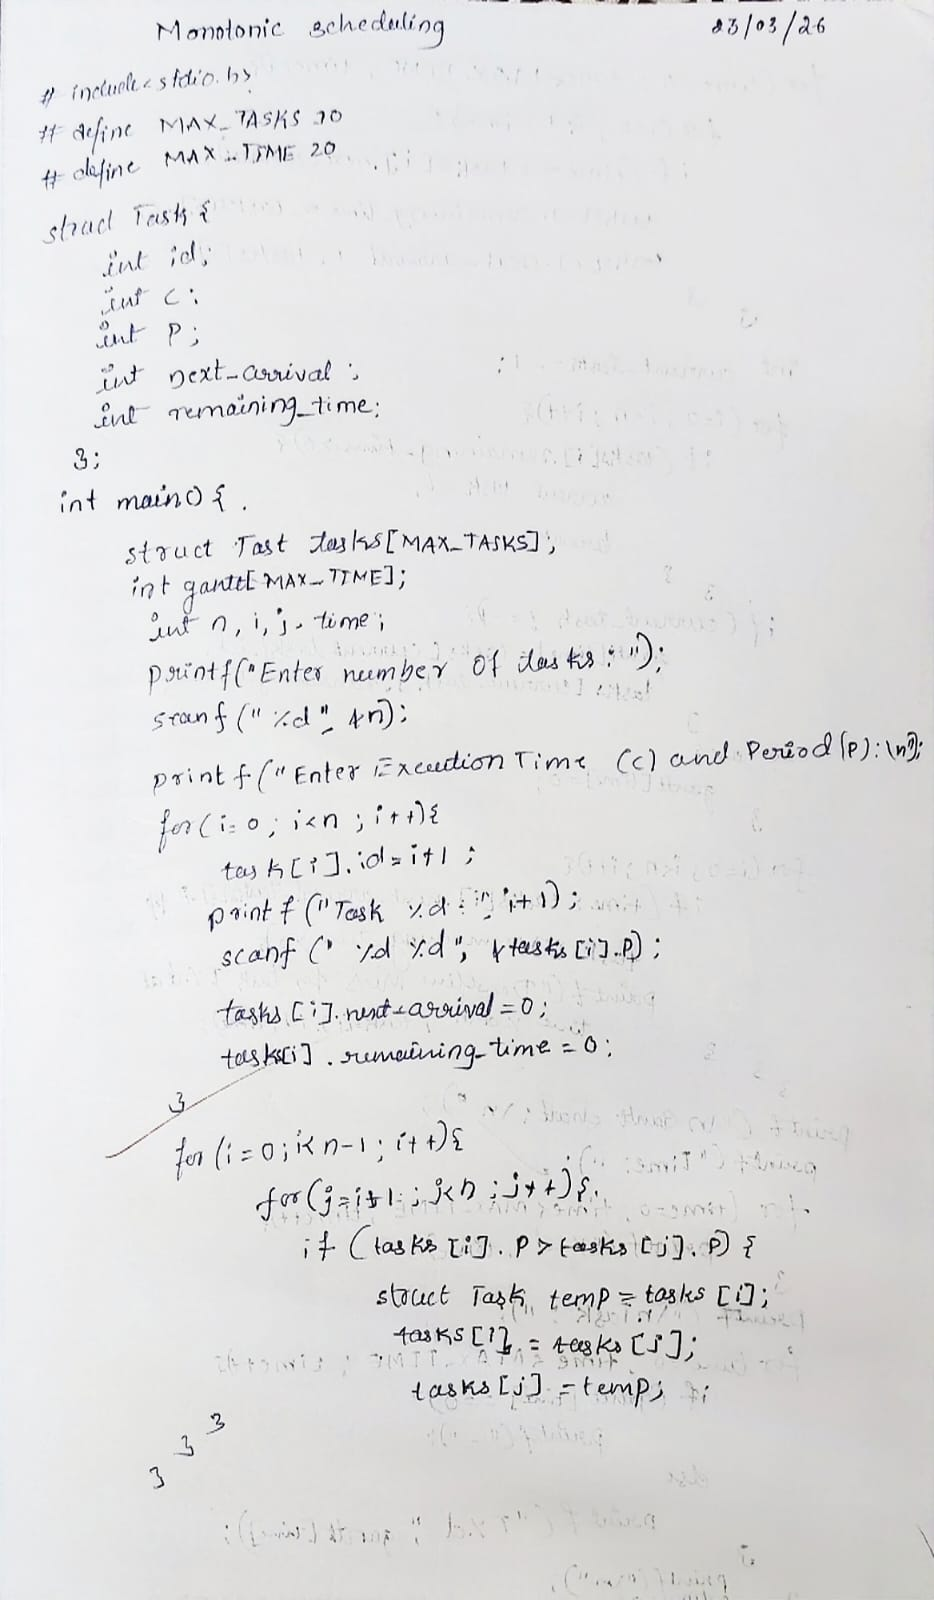 Monotonic scheduling 23/03/26
# include<stdio.h>
# define MAX_TASKS 10
# define MAX_TIME 20
struct Task {
int id;
int c;
int P;
int next_arrival;
int remaining_time;
};
int main() {
struct Tast tasks[MAX_TASKS];
int gantt[MAX_TIME];
int n, i, j, time;
printf("Enter number of tasks: ");
scanf("%d", &n);
printf("Enter Execution Time (c) and Period (p):\n");
for(i=0; i<n; i++){
task[i].id=i+1;
printf("Task %d:", i+1);
scanf("%d %d", &tasks[i].P);
tasks[i].next_arrival=0;
tasks[i].remaining_time=0;
}
for(i=0;i<n-1;i++){
for(j=i+1;j<n;j++){
if(tasks[i].P>tasks[j].P) {
struct Task temp=tasks[i];
tasks[i]=tasks[j];
tasks[j]=temp;
}
}
}